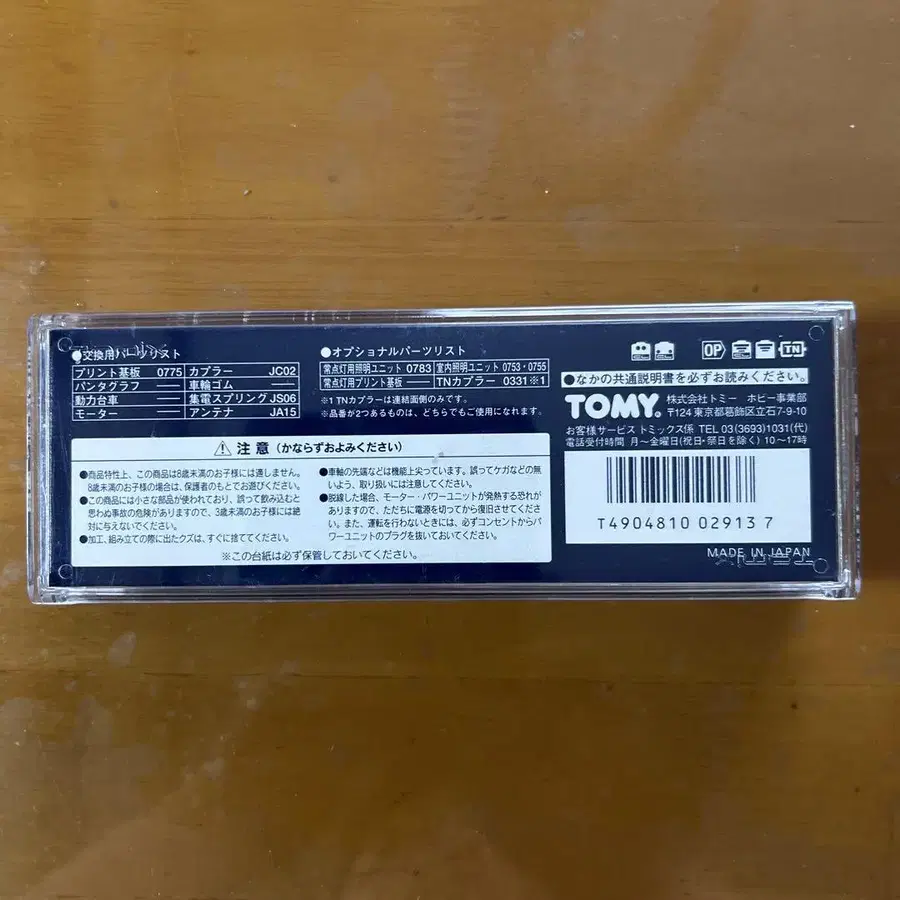 ●交換用パーツリスト
プリント基板 0775 カプラー JC02
パンタグラフ ── 車輪ゴム ──
動力台車 ── 集電スプリング JS06
モーター ── アンテナ JA15
●オプショナルパーツリスト
常点灯用照明ユニット 0783 室内照明ユニット 0753・0755
常点灯用プリント基板 ── TNカプラー 0331※1
※1 TNカプラーは連結面側のみです。
※品番が2つあるものは、どちらでもご使用になれます。
⚠ 注意 (かならずおよみください)
●商品特性上、この商品は8歳未満のお子様には適しません。
8歳未満のお子様の場合は、保護者のもとでお遊びください。
●この商品には小さな部品が使われており、誤って飲み込むと
思わぬ事故の危険がありますので、3歳未満のお子様には絶
対に与えないでください。
●加工、組み立ての際に出たクズは、すぐに捨ててください。
●車軸の先端などは機能上尖っています。誤ってケガなどの無
いよう、取り扱いには注意してください。
●脱線した場合、モーター・パワーユニットが発熱する恐れが
ありますので、ただちに電源を切ってから復旧させてくださ
い。また、運転を行わないときには、必ずコンセントからパ
ワーユニットのプラグを抜いておいてください。
※この台紙は必ず保管しておいてください。
OP TN
●なかの共通説明書を必ずお読みください。
TOMY. 株式会社トミー ホビー事業部
〒124 東京都葛飾区立石7-9-10
お客様サービス トミックス係 TEL 03(3693)1031(代)
電話受付時間 月〜金曜日(祝日・祭日を除く) 10〜17時
T4904810 02913 7
MADE IN JAPAN